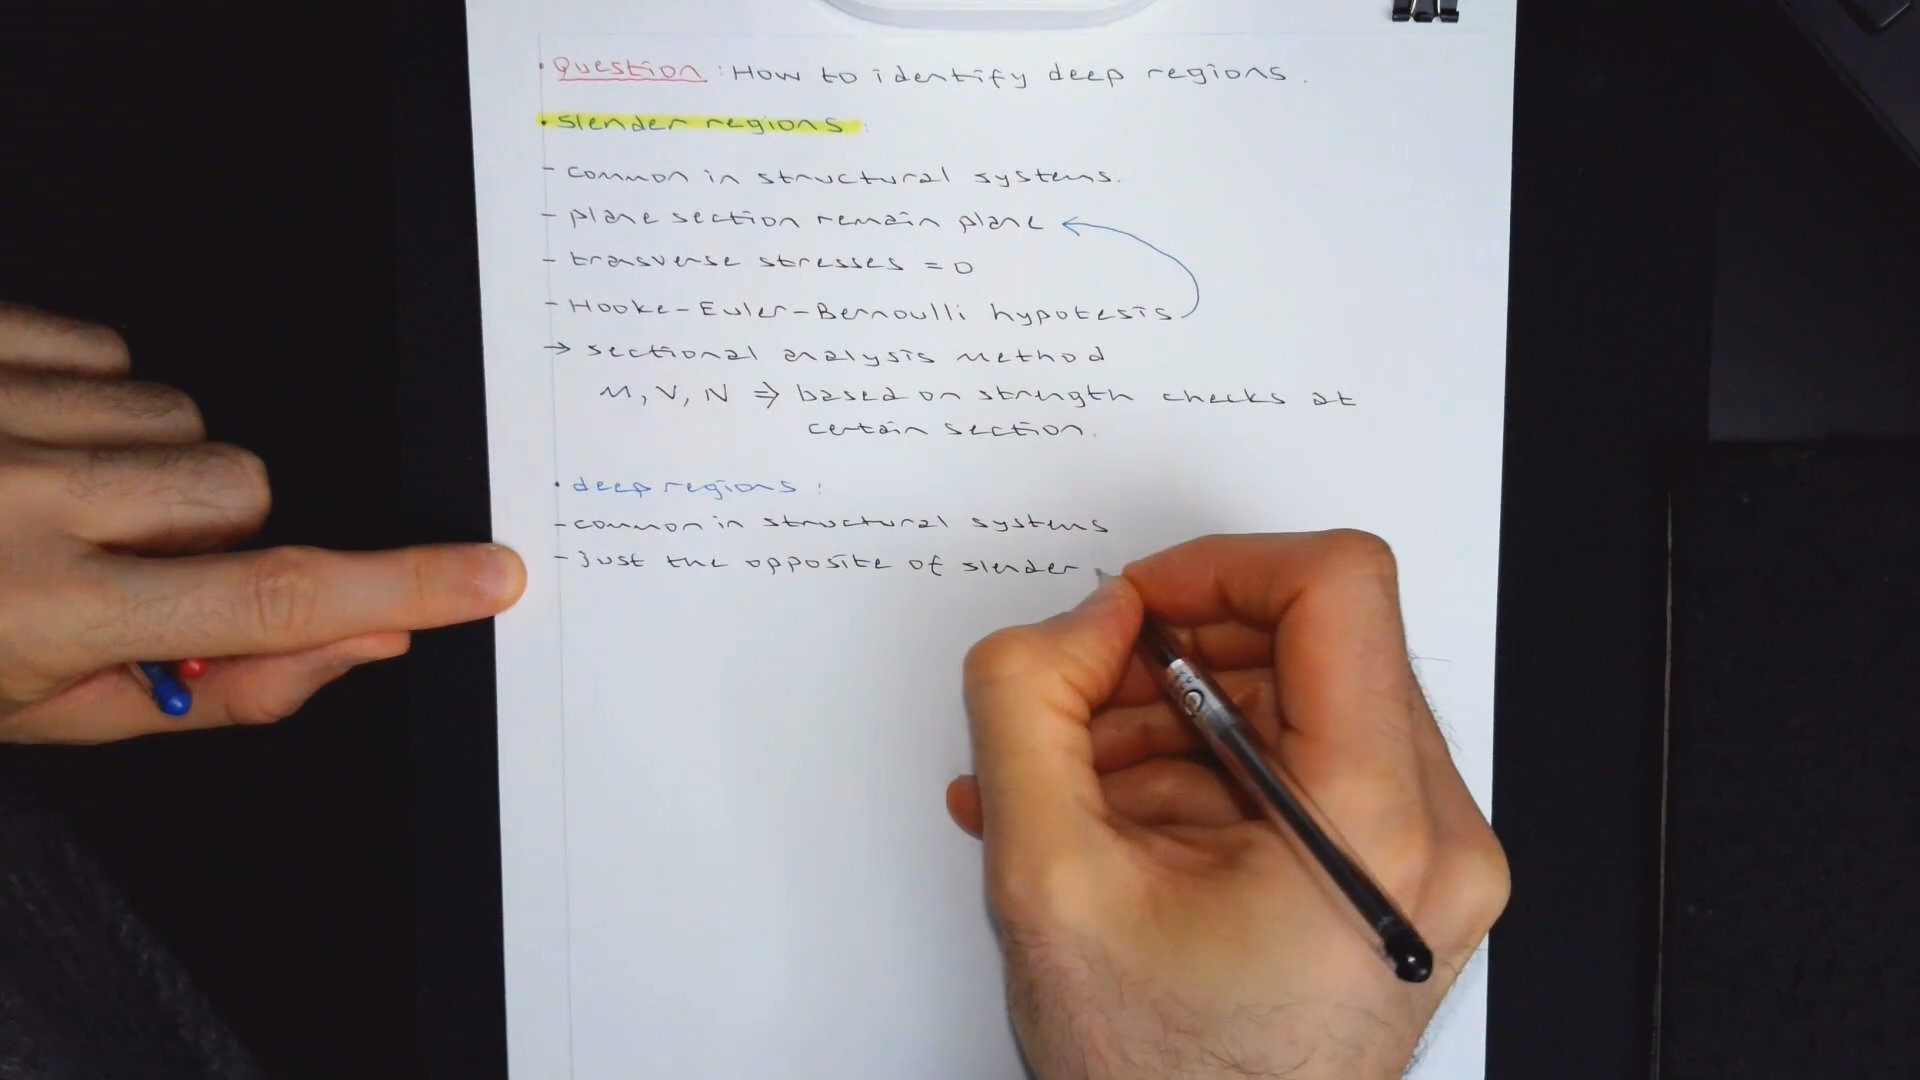 • Question : How to identify deep regions.
• slender regions :
- common in structural systems.
- plane section remain plane
- transverse stresses = 0
- Hooke-Euler-Bernoulli hypotesis
→ sectional analysis method
M, V, N ⇒ based on strength checks at
certain section.
• deep regions :
- common in structural systems
- just the opposite of slender